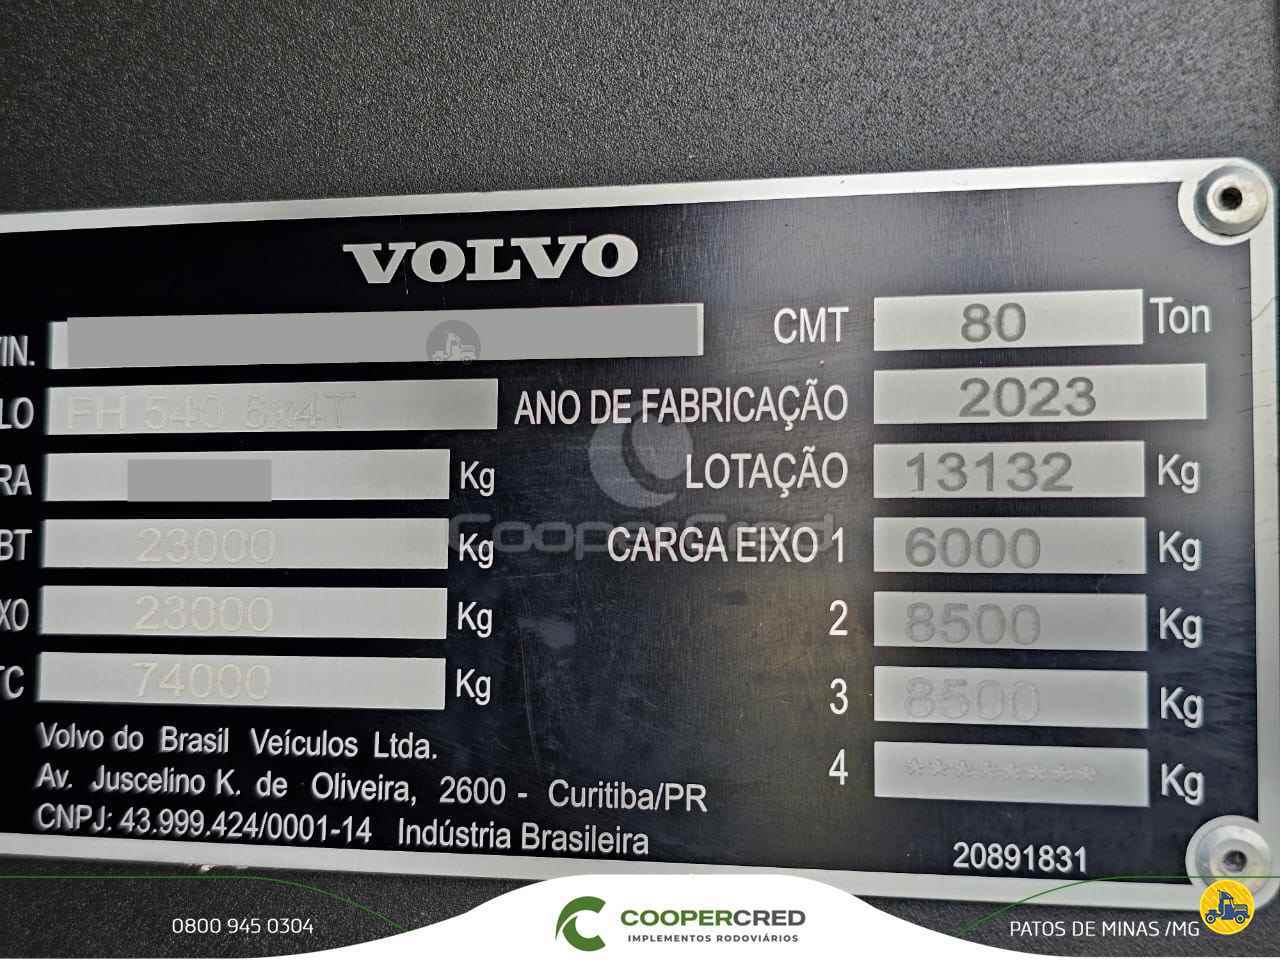 VOLVO
VIN.
CMT 80 Ton
LO FH 540 6x4T
ANO DE FABRICAÇÃO 2023
RA Kg
LOTAÇÃO 13132 Kg
BT 23000 Kg
CARGA EIXO 1 6000 Kg
XO 23000 Kg
2 8500 Kg
TC 74000 Kg
3 8500 Kg
4 ******** Kg
Volvo do Brasil Veículos Ltda.
Av. Juscelino K. de Oliveira, 2600 - Curitiba/PR
CNPJ: 43.999.424/0001-14 Indústria Brasileira
20891831
CooperCred
0800 945 0304
COOPERCRED
IMPLEMENTOS RODOVIÁRIOS
PATOS DE MINAS /MG